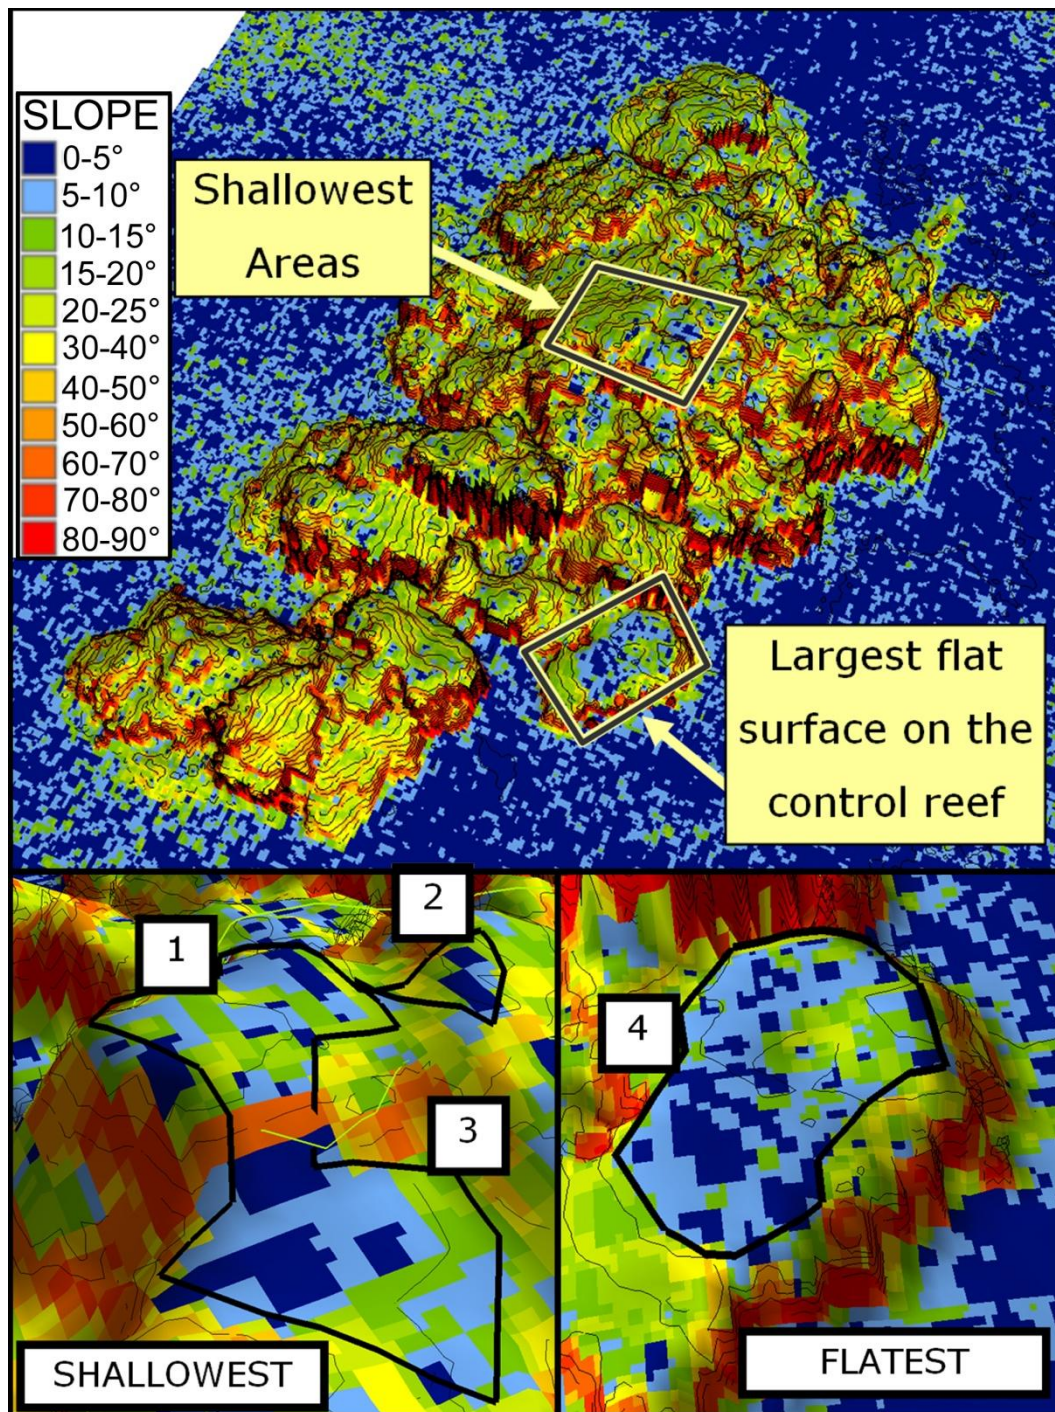 SLOPE
0-5°
5-10°
10-15°
15-20°
20-25°
30-40°
40-50°
50-60°
60-70°
70-80°
80-90°
Shallowest
Areas
Largest flat
surface on the
control reef
1
2
3
4
SHALLOWEST
FLATEST